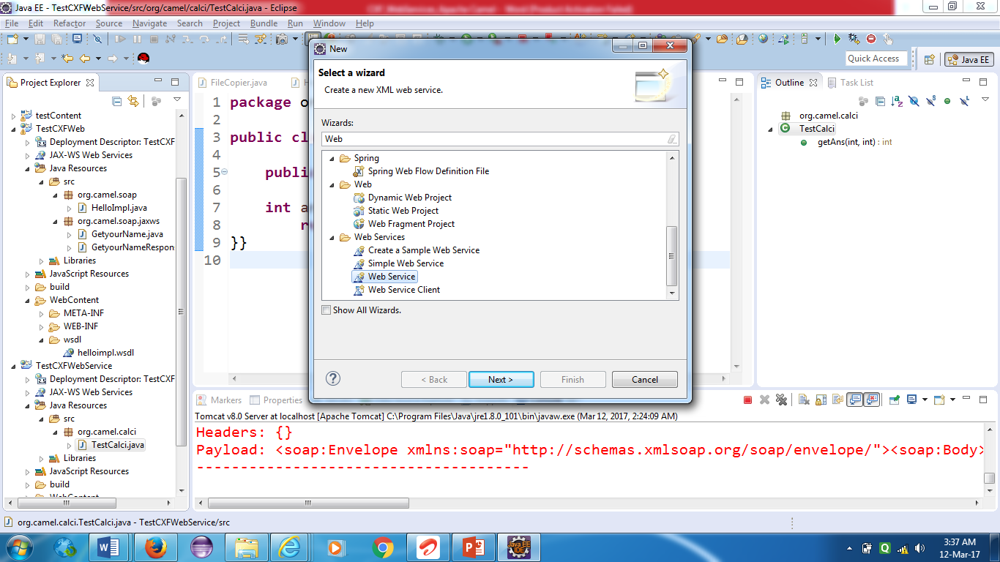 Java EE - TestCXFWebService/src/org/camel/calci/TestCalci.java - Eclipse
File Edit Refactor Source Navigate Search Project Bundle Run Window Help
Quick Access
Java EE
Project Explorer
testContent
TestCXFWeb
Deployment Descriptor: TestCXF
JAX-WS Web Services
Java Resources
src
org.camel.soap
HelloImpl.java
org.camel.soap.jaxws
GetyourName.java
GetyourNameRespon
Libraries
JavaScript Resources
build
WebContent
META-INF
WEB-INF
wsdl
helloimpl.wsdl
TestCXFWebService
Deployment Descriptor: TestCXF
JAX-WS Web Services
Java Resources
src
org.camel.calci
TestCalci.java
Libraries
JavaScript Resources
build
FileCopier.java
1 package o
2
3 public cl
4
5 publi
6
7 int a
8 r
9 }}
10
New
Select a wizard
Create a new XML web service.
Wizards:
Web
Spring
Spring Web Flow Definition File
Web
Dynamic Web Project
Static Web Project
Web Fragment Project
Web Services
Create a Sample Web Service
Simple Web Service
Web Service
Web Service Client
Show All Wizards.
?
< Back Next > Finish Cancel
Outline Task List
org.camel.calci
TestCalci
getAns(int, int) : int
Markers Properties
Tomcat v8.0 Server at localhost [Apache Tomcat] C:\Program Files\Java\jre1.8.0_101\bin\javaw.exe (Mar 12, 2017, 2:24:09 AM)
Headers: {}
Payload: <soap:Envelope xmlns:soap="http://schemas.xmlsoap.org/soap/envelope/"><soap:Body>
--------------------------------------
org.camel.calci.TestCalci.java - TestCXFWebService/src
Java EE
IDE
3:37 AM
12-Mar-17